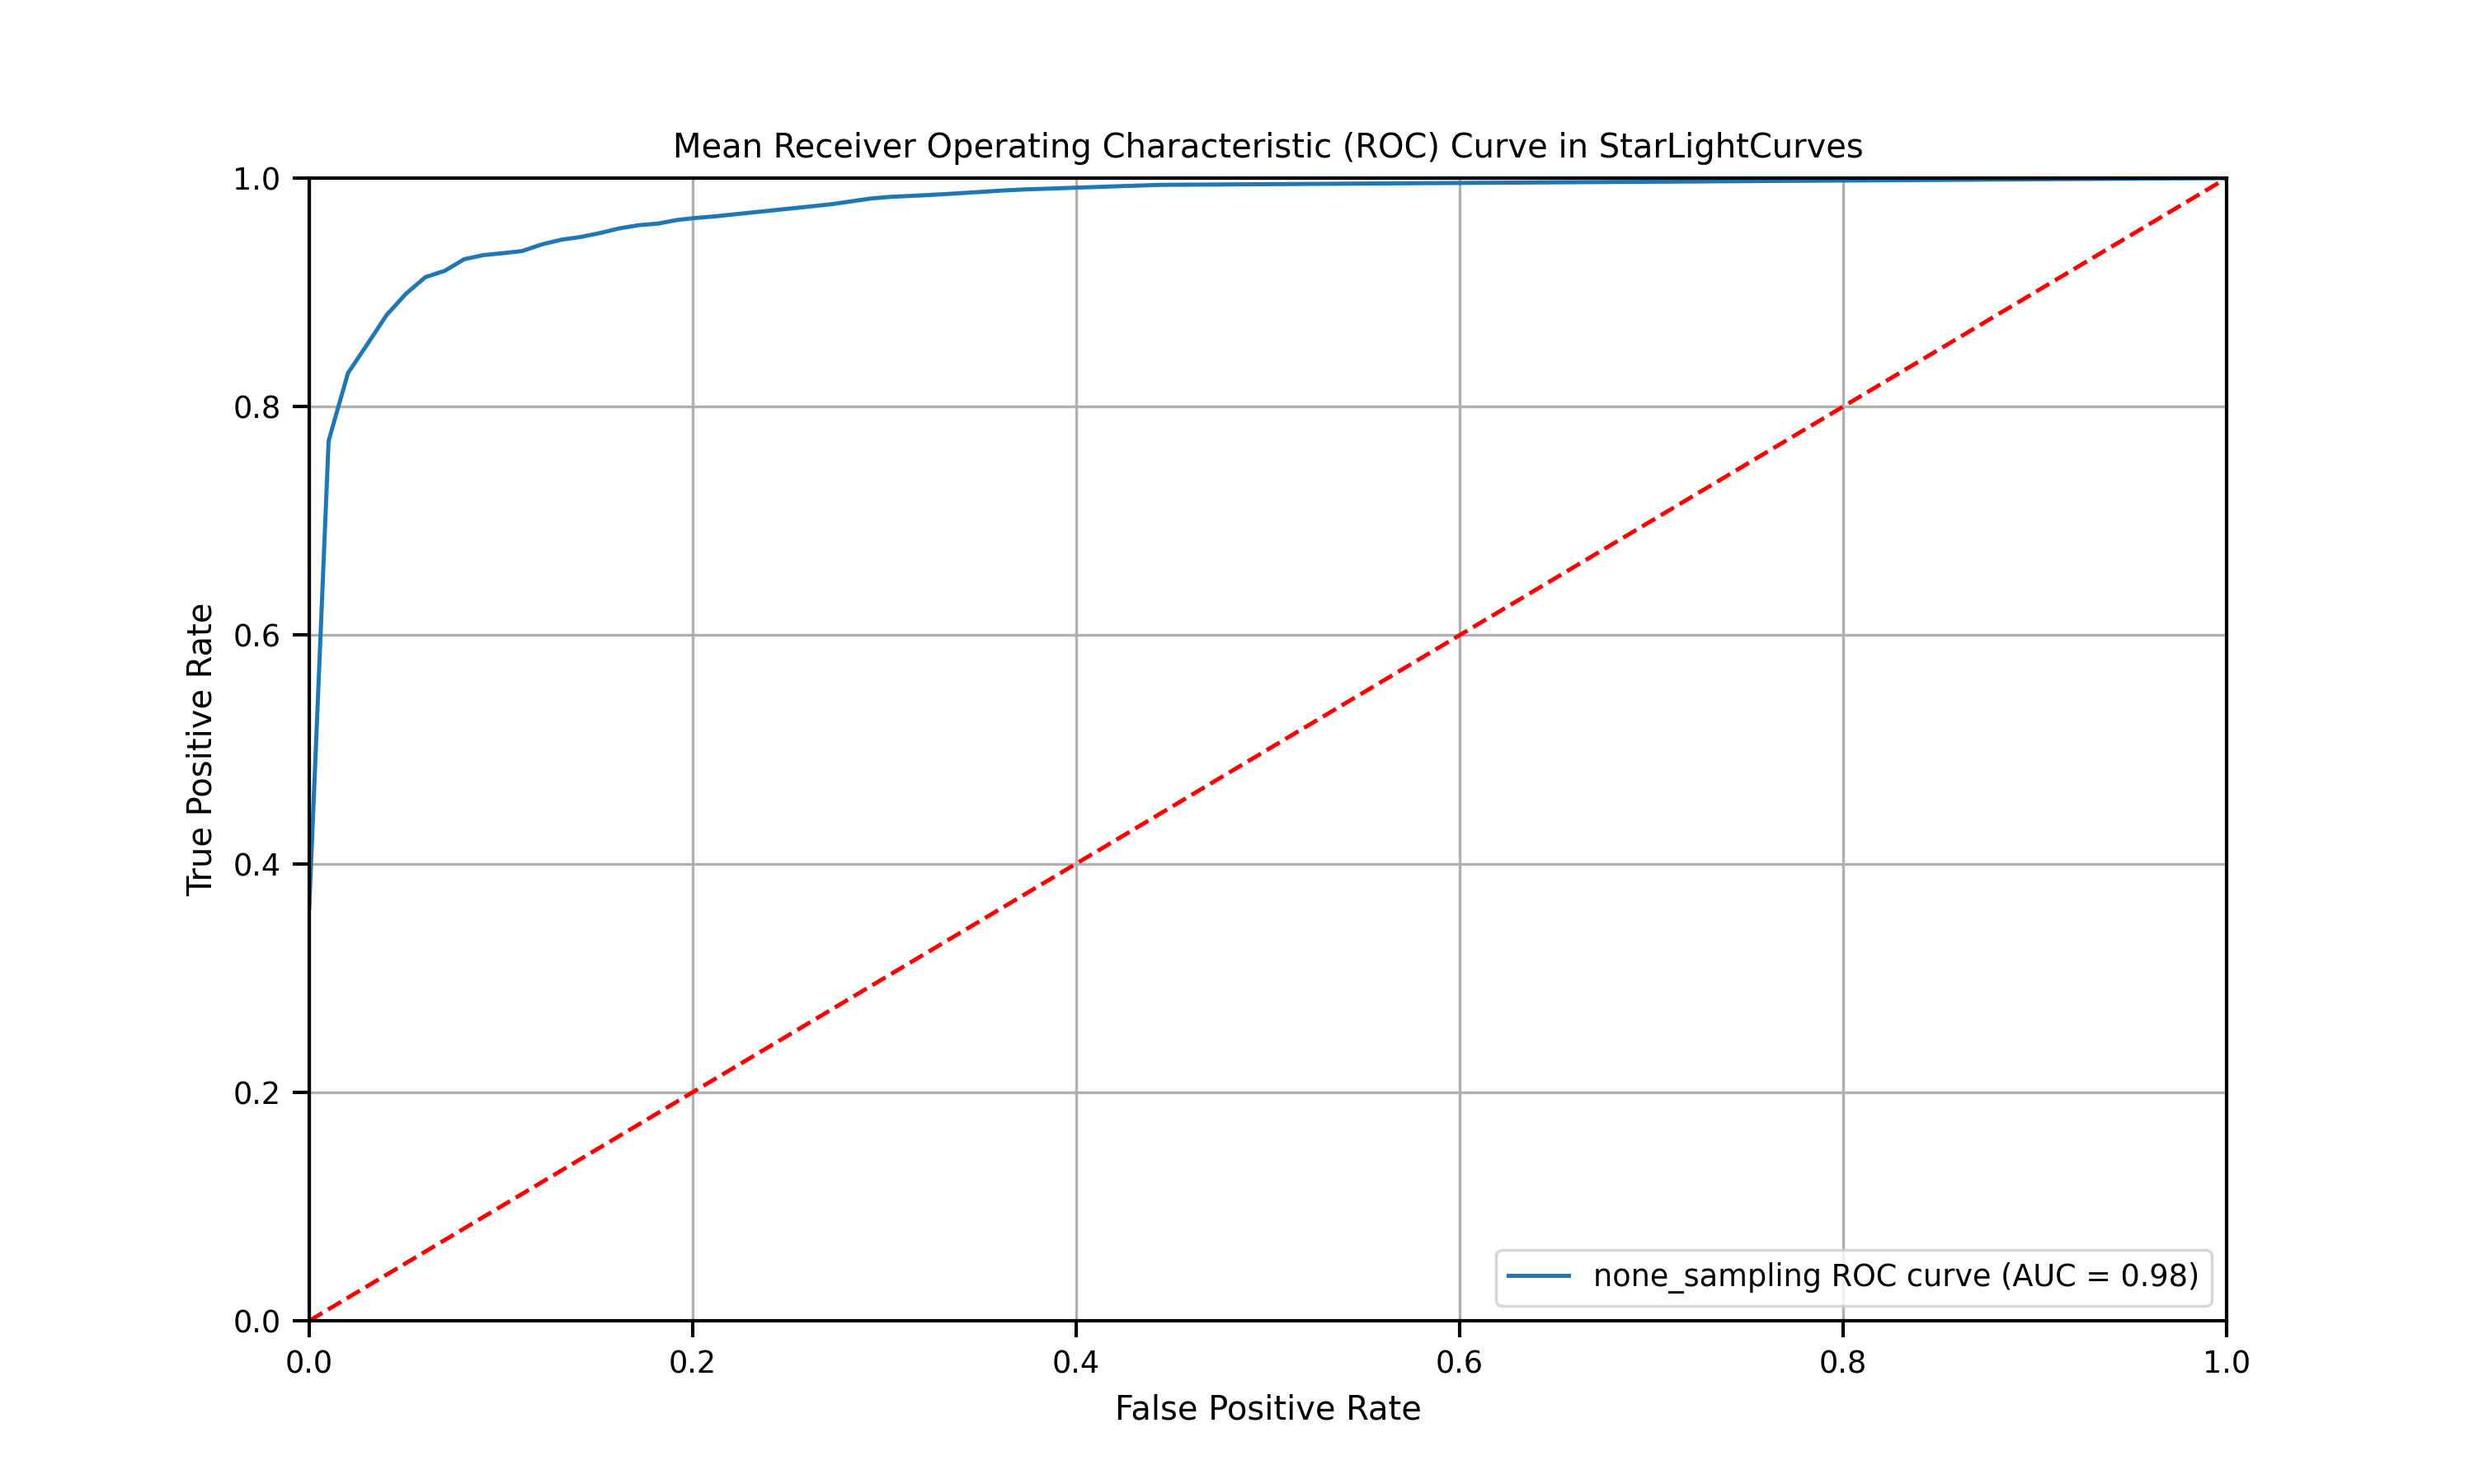 Mean Receiver Operating Characteristic (ROC) Curve in StarLightCurves
True Positive Rate
1.0
0.8
0.6
0.4
0.2
0.0
0.0 0.2 0.4 0.6 0.8 1.0
False Positive Rate
none_sampling ROC curve (AUC = 0.98)